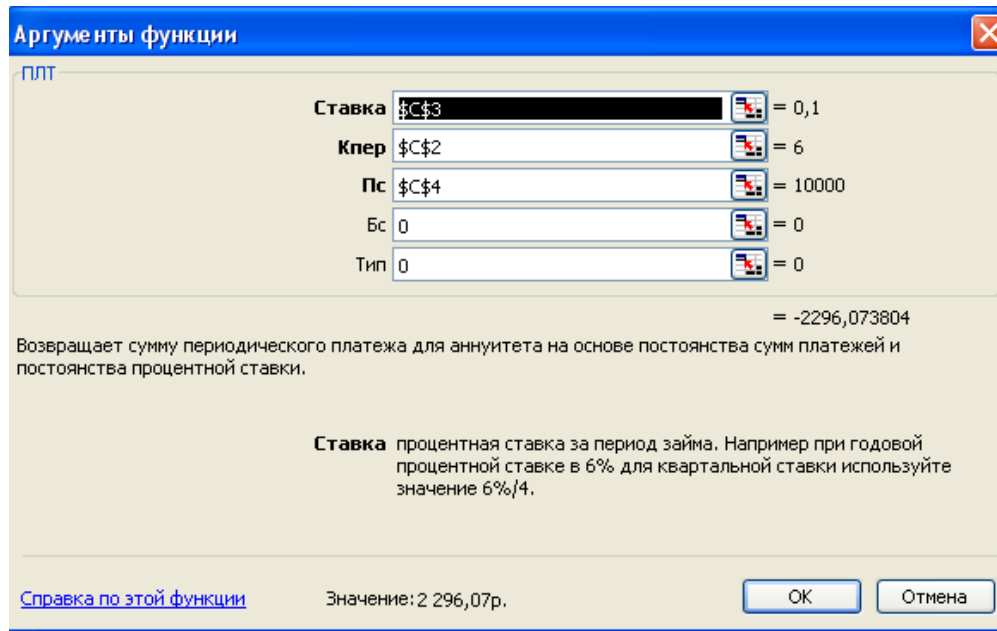 Аргументы функции
ПЛТ
Ставка $C$3 = 0,1
Кпер $C$2 = 6
Пс $C$4 = 10000
Бс 0 = 0
Тип 0 = 0
= -2296,073804
Возвращает сумму периодического платежа для аннуитета на основе постоянства сумм платежей и
постоянства процентной ставки.
Ставка процентная ставка за период займа. Например при годовой
процентной ставке в 6% для квартальной ставки используйте
значение 6%/4.
Справка по этой функции Значение:2 296,07р. ОК Отмена